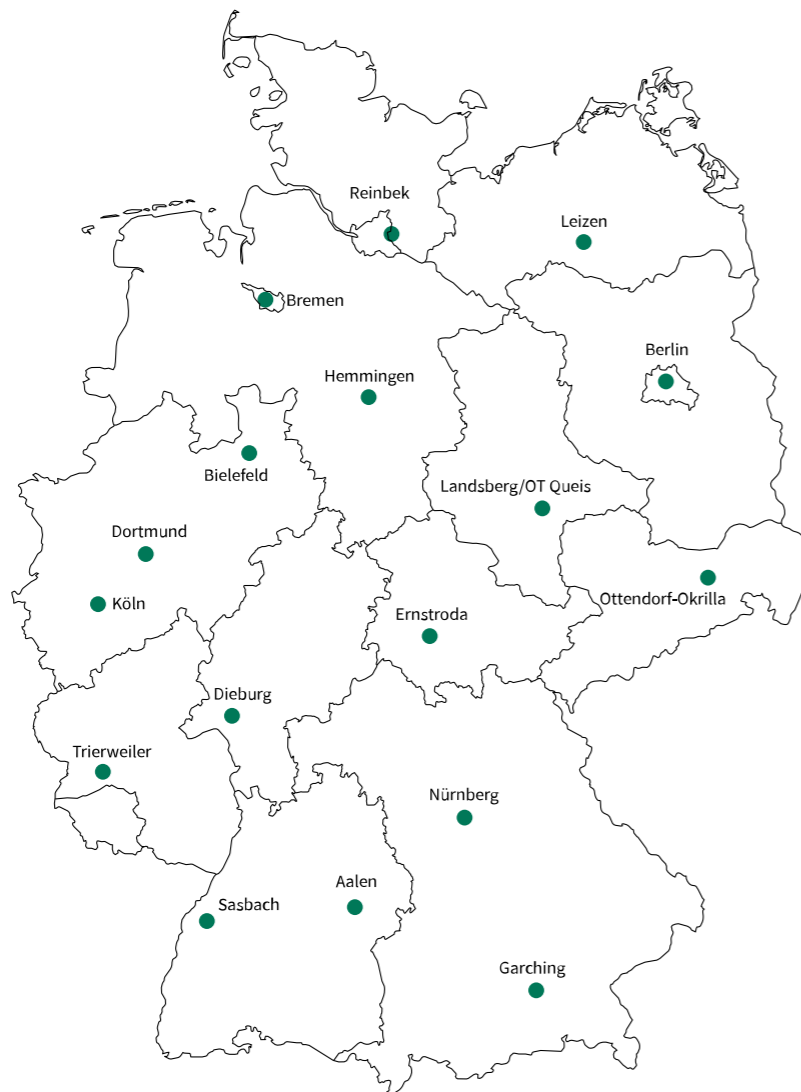 Reinbek
Leizen
Bremen
Berlin
Hemmingen
Bielefeld
Landsberg/OT Queis
Dortmund
Ottendorf-Okrilla
Köln
Ernstroda
Dieburg
Trierweiler
Nürnberg
Aalen
Sasbach
Garching